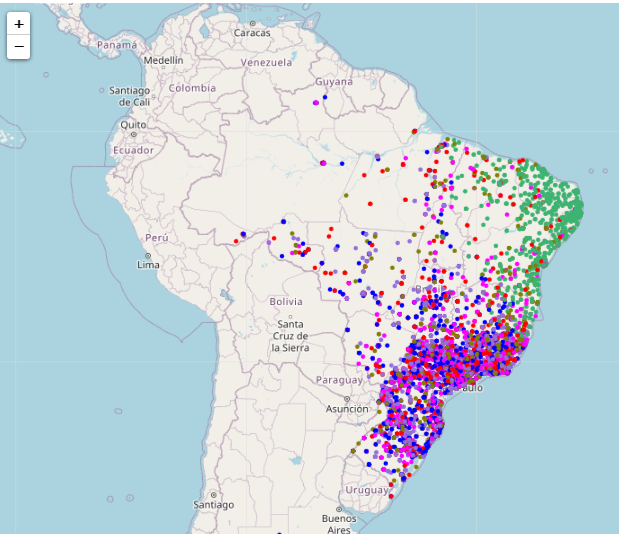 +
−
Panamá
Caracas
Medellín
Venezuela
Guyana
Santiago
de Cali
Colombia
Quito
Ecuador
Perú
Lima
Brasil
Bolivia
Santa
Cruz de
la Sierra
Paraguay
Asunción
Uruguay
Santiago
Buenos
Aires